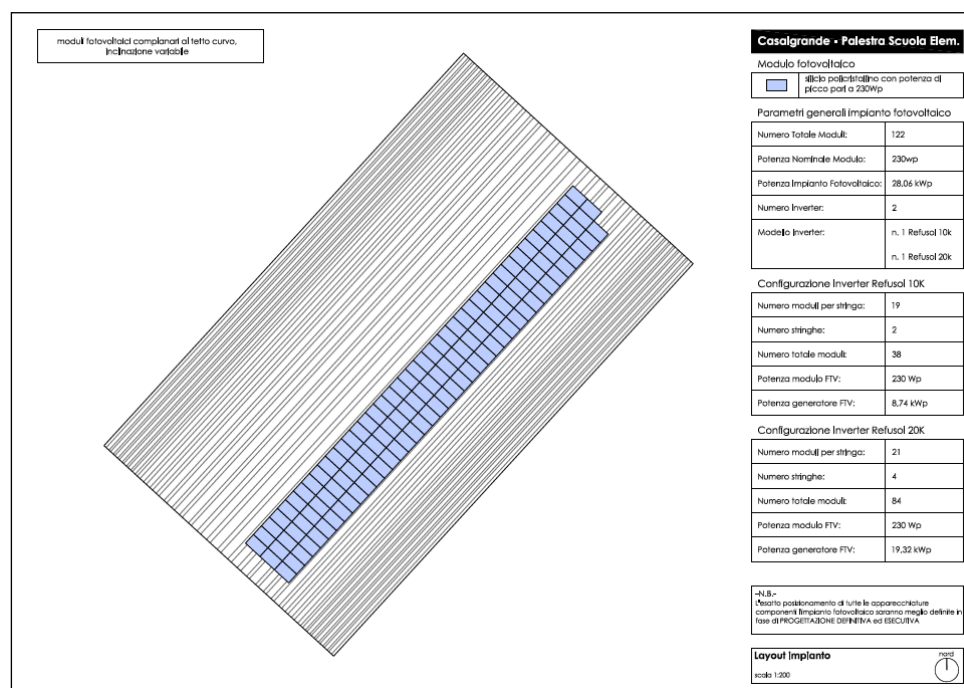 moduli fotovoltaici complanari al tetto curvo,
inclinazione variabile
Casalgrande - Palestra Scuola Elem.
Modulo fotovoltaico
silicio policristallino con potenza di
picco pari a 230Wp
Parametri generali impianto fotovoltaico
Numero Totale Moduli: 122
Potenza Nominale Modulo: 230wp
Potenza Impianto Fotovoltaico: 28,06 kWp
Numero Inverter: 2
Modello Inverter: n. 1 Refusol 10k
n. 1 Refusol 20k
Configurazione Inverter Refusol 10K
Numero moduli per stringa: 19
Numero stringhe: 2
Numero totale moduli: 38
Potenza modulo FTV: 230 Wp
Potenza generatore FTV: 8,74 kWp
Configurazione Inverter Refusol 20K
Numero moduli per stringa: 21
Numero stringhe: 4
Numero totale moduli: 84
Potenza modulo FTV: 230 Wp
Potenza generatore FTV: 19,32 kWp
-N.B.-
L'esatto posizionamento di tutte le apparecchiature
componenti l'impianto fotovoltaico saranno meglio definite in
fase di PROGETTAZIONE DEFINITIVA ed ESECUTIVA
Layout Impianto
nord
scala 1:200